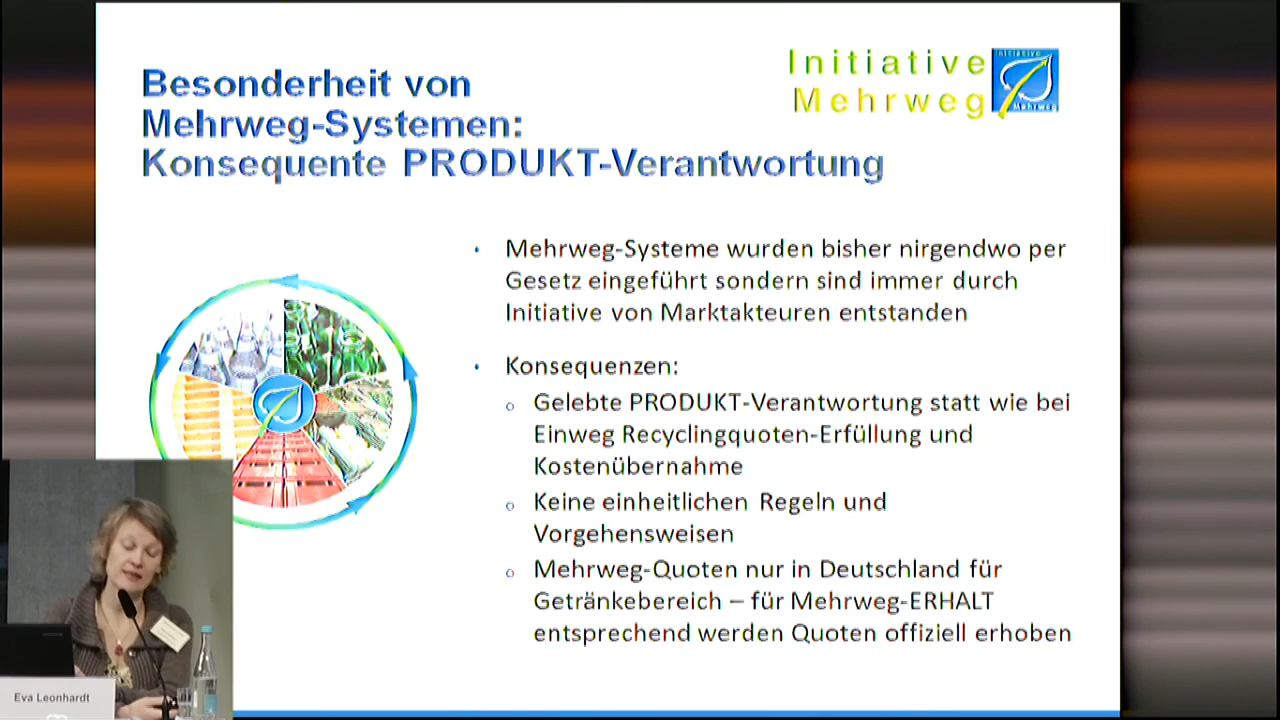 Besonderheit von
Mehrweg-Systemen:
Konsequente PRODUKT-Verantwortung
Initiative
Mehrweg
Initiative
Mehrweg
• Mehrweg-Systeme wurden bisher nirgendwo per
Gesetz eingeführt sondern sind immer durch
Initiative von Marktakteuren entstanden
• Konsequenzen:
o Gelebte PRODUKT-Verantwortung statt wie bei
Einweg Recyclingquoten-Erfüllung und
Kostenübernahme
o Keine einheitlichen Regeln und
Vorgehensweisen
o Mehrweg-Quoten nur in Deutschland für
Getränkebereich – für Mehrweg-ERHALT
entsprechend werden Quoten offiziell erhoben
Eva Leonhardt